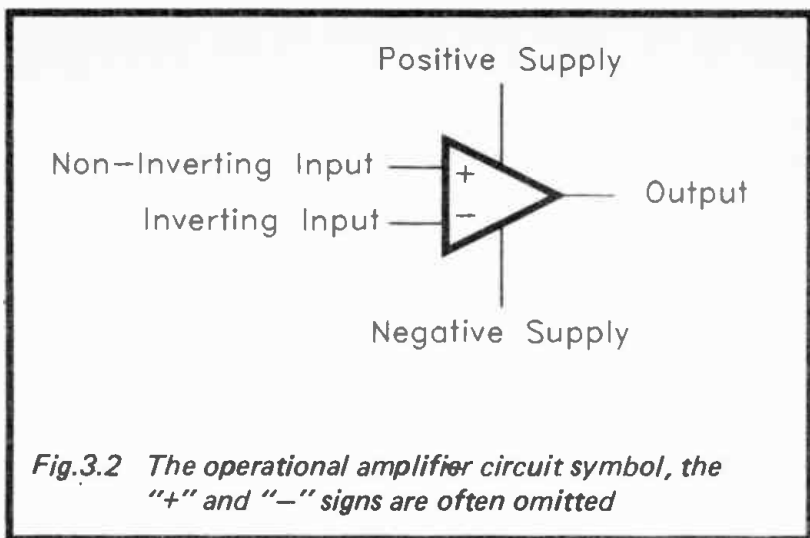 Positive Supply
Non-Inverting Input
+
Output
Inverting Input
−
Negative Supply
Fig.3.2 The operational amplifier circuit symbol, the
"+" and "−" signs are often omitted